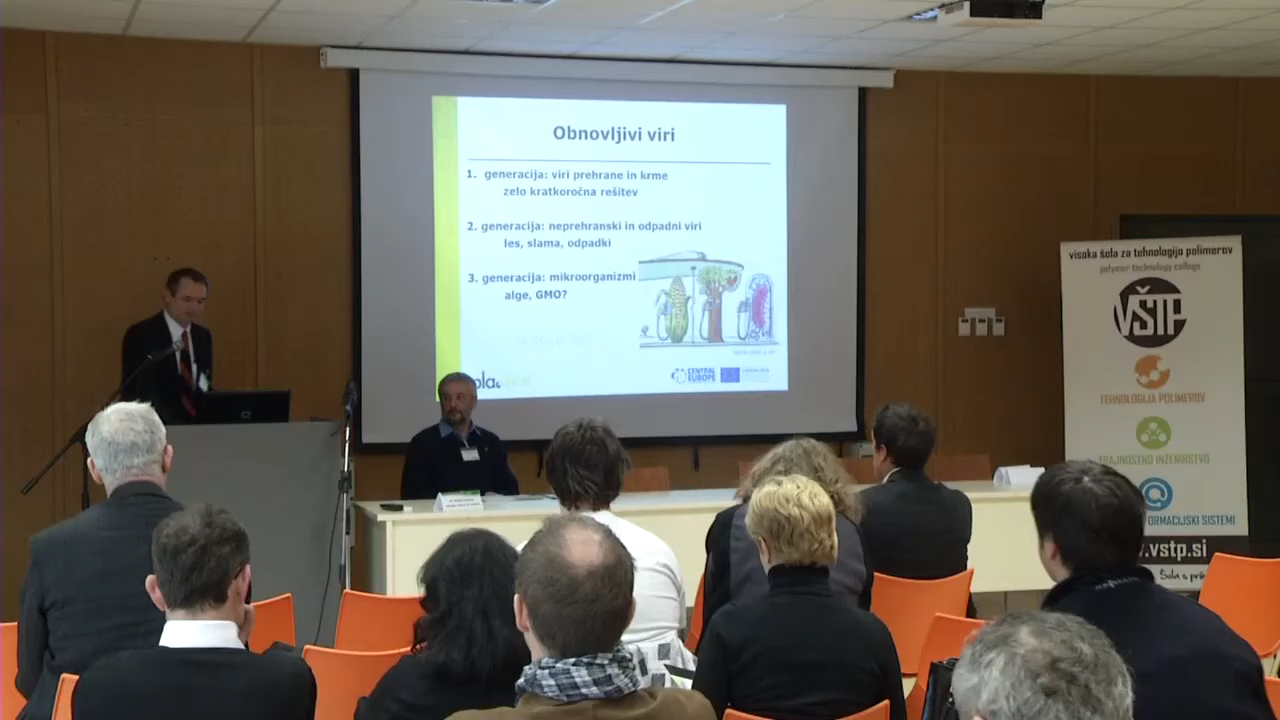 Obnovljivi viri
1. generacija: viri prehrane in krme
zelo kratkoročna rešitev
2. generacija: neprehranski in odpadni viri
les, slama, odpadki
3. generacija: mikroorganizmi
alge, GMO?
CENTRAL
EUROPE
visoka šola za tehnologijo polimerov
polymer technology college
VŠTP
TEHNOLOGIJA POLIMEROV
TRAJNOSTNO INŽENIRSTVO
ORMACIJSKI SISTEMI
.vstp.si
Šola s pri